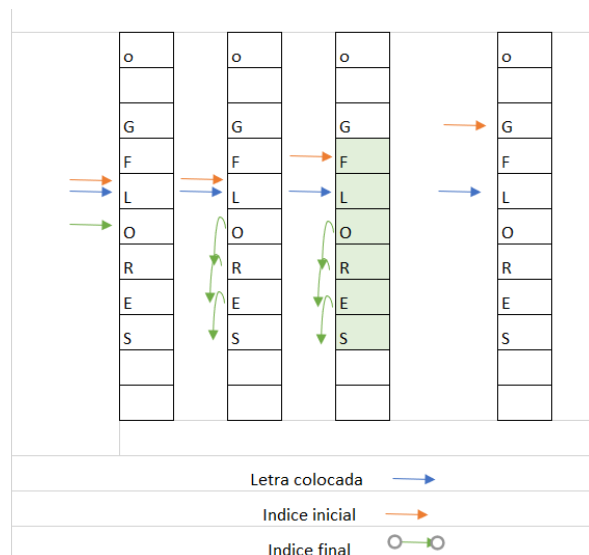 o o o o
G G G G
F F F F
L L L L
O O O O
R R R R
E E E E
S S S S
Letra colocada
Indice inicial
Indice final